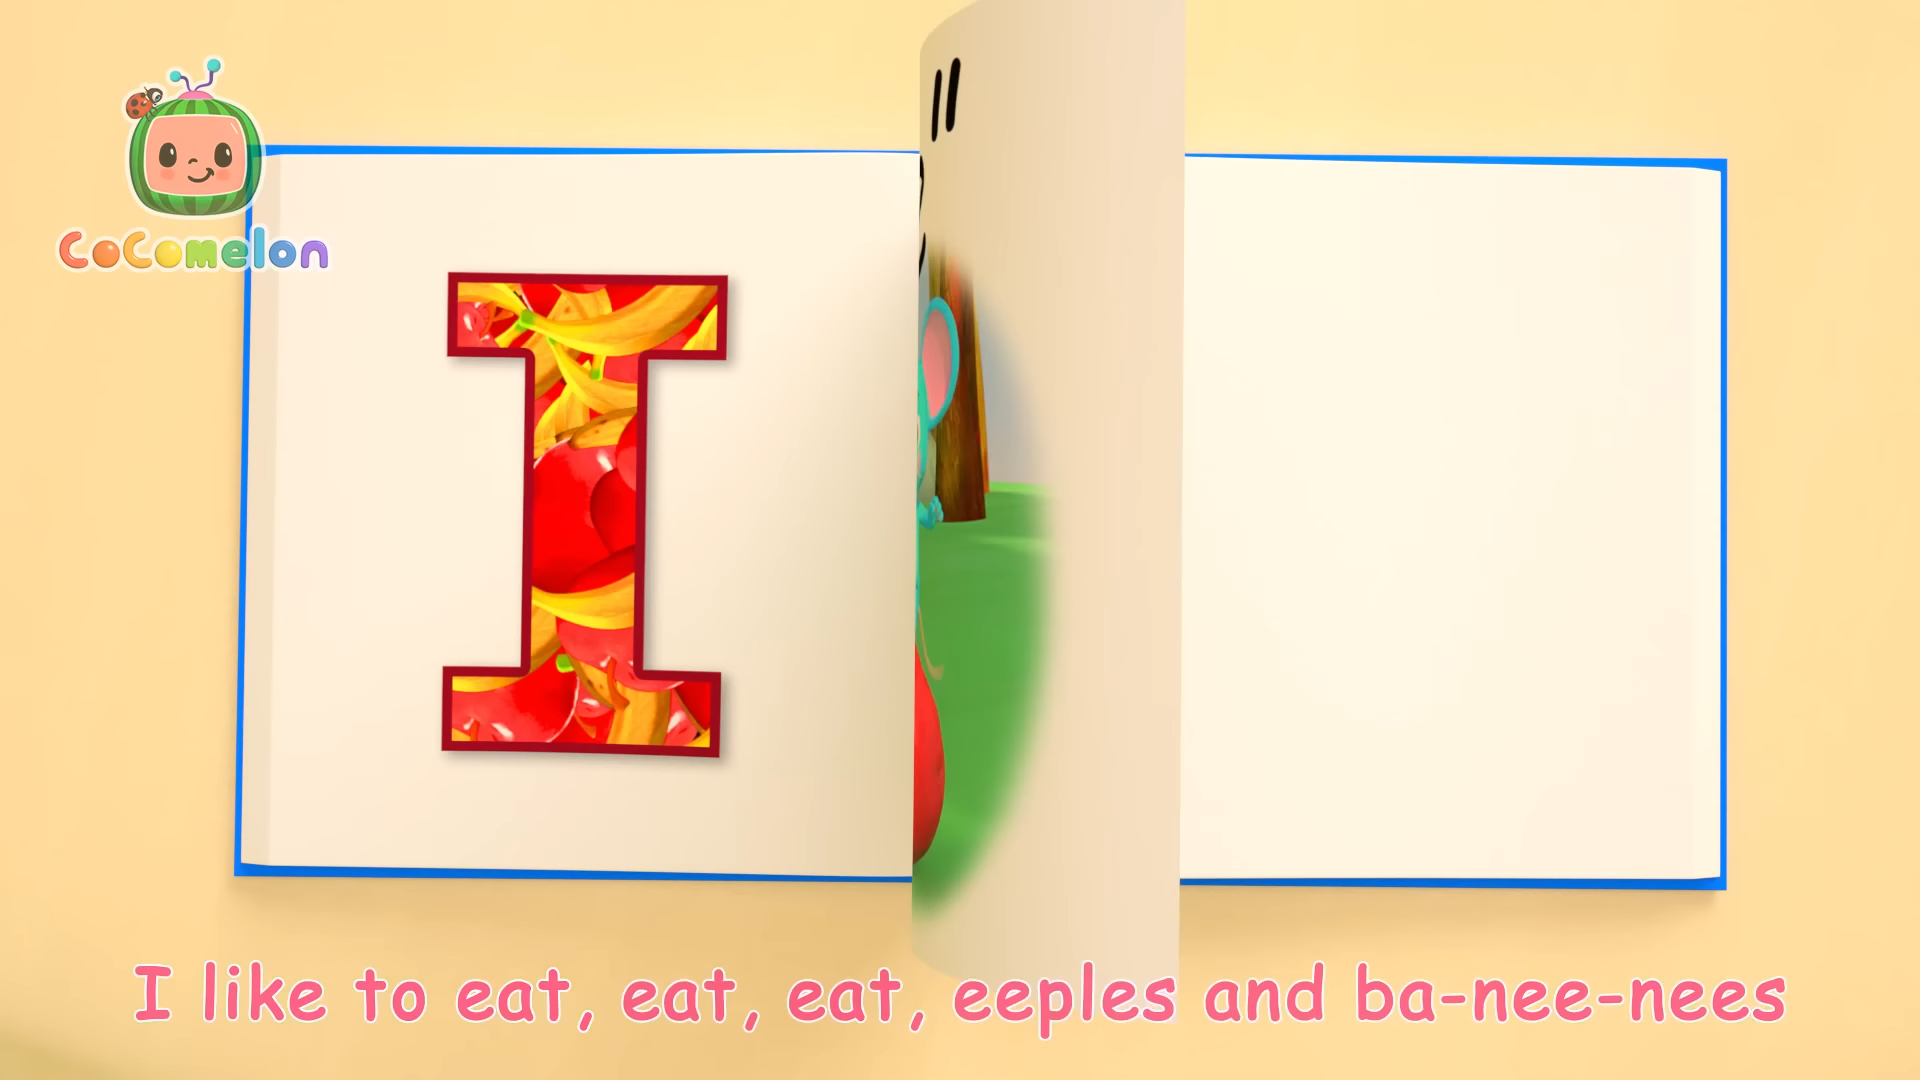 CoComelon
I
I like to eat, eat, eat, eeples and ba-nee-nees